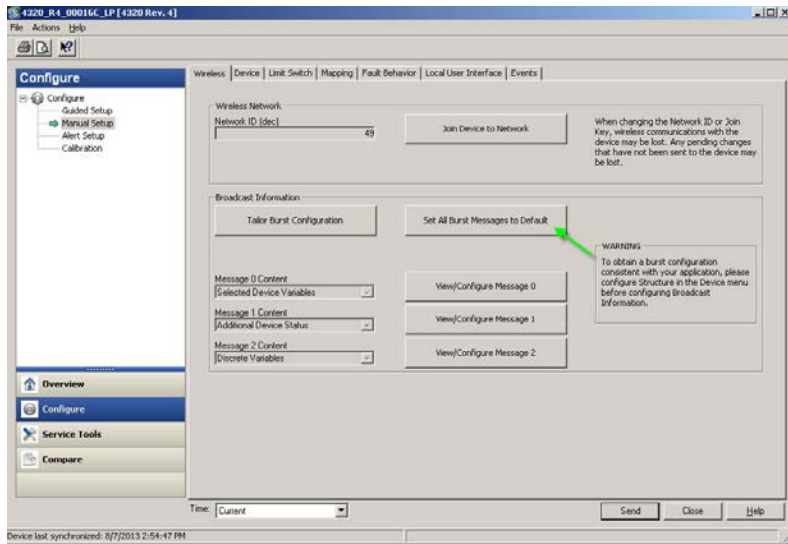 4320_R4_00016C_LP [4320 Rev. 4]
File Actions Help
Configure
Configure
Guided Setup
Manual Setup
Alert Setup
Calibration
Overview
Configure
Service Tools
Compare
Wireless Device Limit Switch Mapping Fault Behavior Local User Interface Events
Wireless Network
Network ID (dec)
49
Join Device to Network
When changing the Network ID or Join
Key, wireless communications with the
device may be lost. Any pending changes
that have not been sent to the device may
be lost.
Broadcast Information
Tailor Burst Configuration
Set All Burst Messages to Default
WARNING
To obtain a burst configuration
consistent with your application, please
configure Structure in the Device menu
before configuring Broadcast
Information.
Message 0 Content
Selected Device Variables
View/Configure Message 0
Message 1 Content
Additional Device Status
View/Configure Message 1
Message 2 Content
Discrete Variables
View/Configure Message 2
Time: Current
Send Close Help
Device last synchronized: 8/7/2013 2:54:47 PM